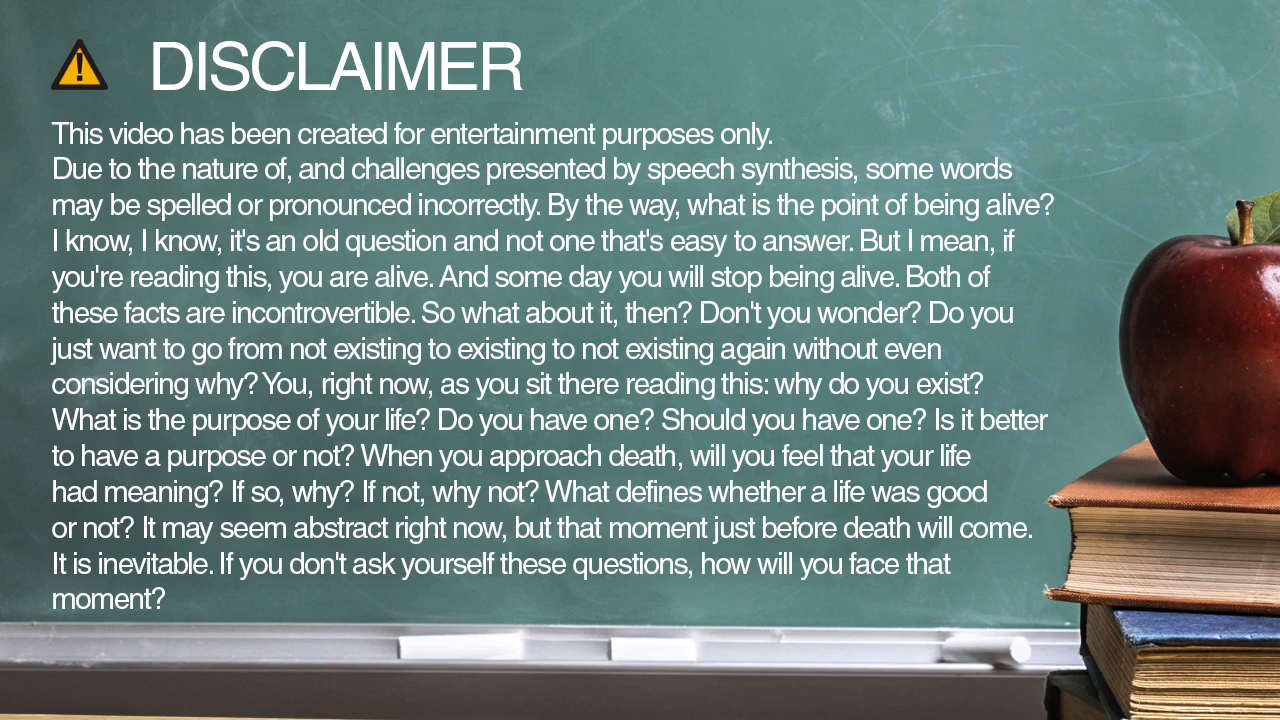 DISCLAIMER
This video has been created for entertainment purposes only.
Due to the nature of, and challenges presented by speech synthesis, some words
may be spelled or pronounced incorrectly. By the way, what is the point of being alive?
I know, I know, it's an old question and not one that's easy to answer. But I mean, if
you're reading this, you are alive. And some day you will stop being alive. Both of
these facts are incontrovertible. So what about it, then? Don't you wonder? Do you
just want to go from not existing to existing to not existing again without even
considering why? You, right now, as you sit there reading this: why do you exist?
What is the purpose of your life? Do you have one? Should you have one? Is it better
to have a purpose or not? When you approach death, will you feel that your life
had meaning? If so, why? If not, why not? What defines whether a life was good
or not? It may seem abstract right now, but that moment just before death will come.
It is inevitable. If you don't ask yourself these questions, how will you face that
moment?